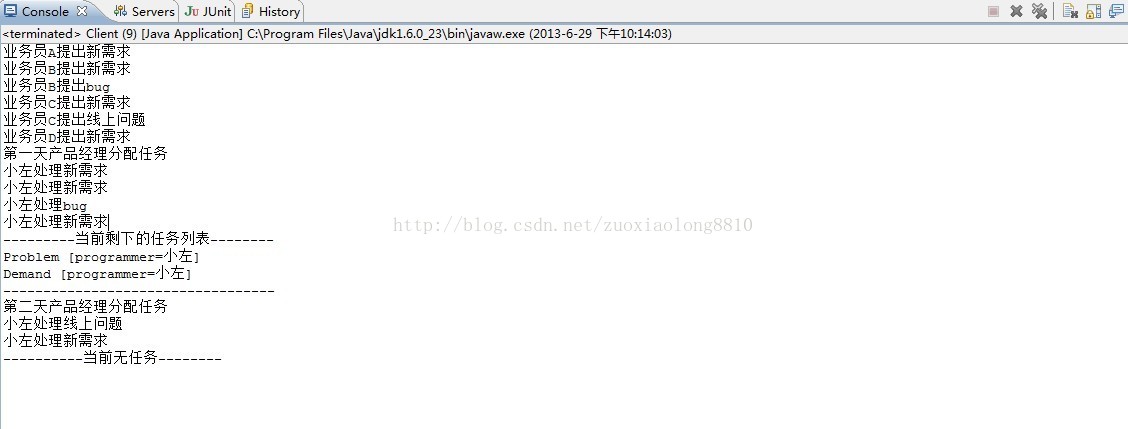 Console Servers JUnit History
<terminated> Client (9) [Java Application] C:\Program Files\Java\jdk1.6.0_23\bin\javaw.exe (2013-6-29 下午10:14:03)
业务员A提出新需求
业务员B提出新需求
业务员B提出bug
业务员C提出新需求
业务员C提出线上问题
业务员D提出新需求
第一天产品经理分配任务
小左处理新需求
小左处理新需求
小左处理bug
小左处理新需求
http://blog.csdn.net/zuoxiaolong8810
---------当前剩下的任务列表--------
Problem [programmer=小左]
Demand [programmer=小左]
----------------------------------
第二天产品经理分配任务
小左处理线上问题
小左处理新需求
----------当前无任务--------